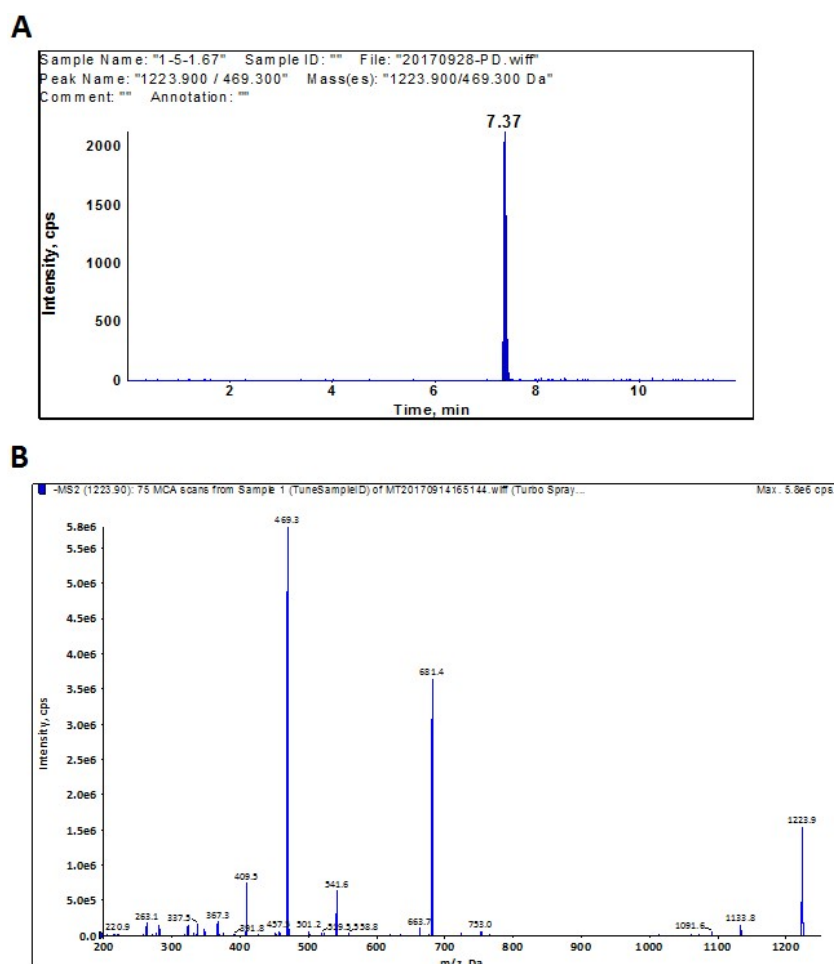 A
Sample Name: "1-5-1.67" Sample ID: "" File: "20170928-PD.wiff"
Peak Name: "1223.900 / 469.300" Mass(es): "1223.900/469.300 Da"
Comment: "" Annotation: ""
7.37
2000
1500
1000
500
0
Intensity, cps
2 4 6 8 10
Time, min
B
-MS2 (1223.90): 75 MCA scans from Sample 1 (TuneSampleID) of MT20170914165144.wiff (Turbo Spray... Max. 5.8e6 cps.
469.3
5.8e6
5.5e6
5.0e6
4.5e6
4.0e6
681.4
3.5e6
3.0e6
2.5e6
2.0e6
1223.9
1.5e6
1.0e6
409.5
541.6
5.0e5
220.9 263.1 337.5 367.3 391.8 457.5 501.2 558.8 663.7 753.0 1091.6 1133.8
0.0
Intensity, cps
200 300 400 500 600 700 800 900 1000 1100 1200
m/z, Da